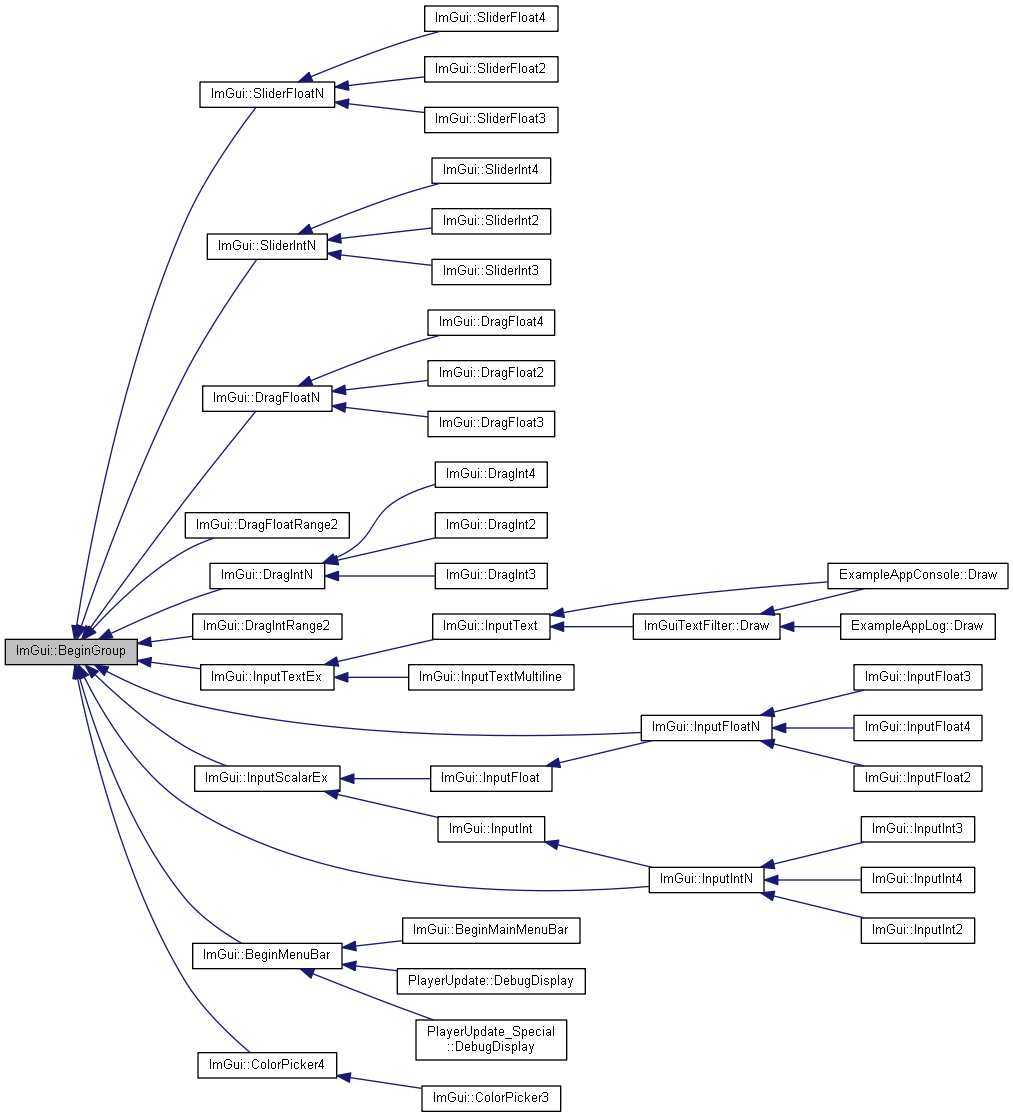 ImGui::SliderFloat4
ImGui::SliderFloat2
ImGui::SliderFloatN
ImGui::SliderFloat3
ImGui::SliderInt4
ImGui::SliderInt2
ImGui::SliderIntN
ImGui::SliderInt3
ImGui::DragFloat4
ImGui::DragFloat2
ImGui::DragFloatN
ImGui::DragFloat3
ImGui::DragInt4
ImGui::DragFloatRange2
ImGui::DragInt2
ImGui::DragIntN
ImGui::DragInt3
ExampleAppConsole::Draw
ImGui::DragIntRange2
ImGui::InputText
ImGuiTextFilter::Draw
ExampleAppLog::Draw
ImGui::BeginGroup
ImGui::InputTextEx
ImGui::InputTextMultiline
ImGui::InputFloat3
ImGui::InputFloatN
ImGui::InputFloat4
ImGui::InputScalarEx
ImGui::InputFloat
ImGui::InputFloat2
ImGui::InputInt
ImGui::InputInt3
ImGui::InputIntN
ImGui::InputInt4
ImGui::InputInt2
ImGui::BeginMainMenuBar
ImGui::BeginMenuBar
PlayerUpdate::DebugDisplay
PlayerUpdate_Special
::DebugDisplay
ImGui::ColorPicker4
ImGui::ColorPicker3